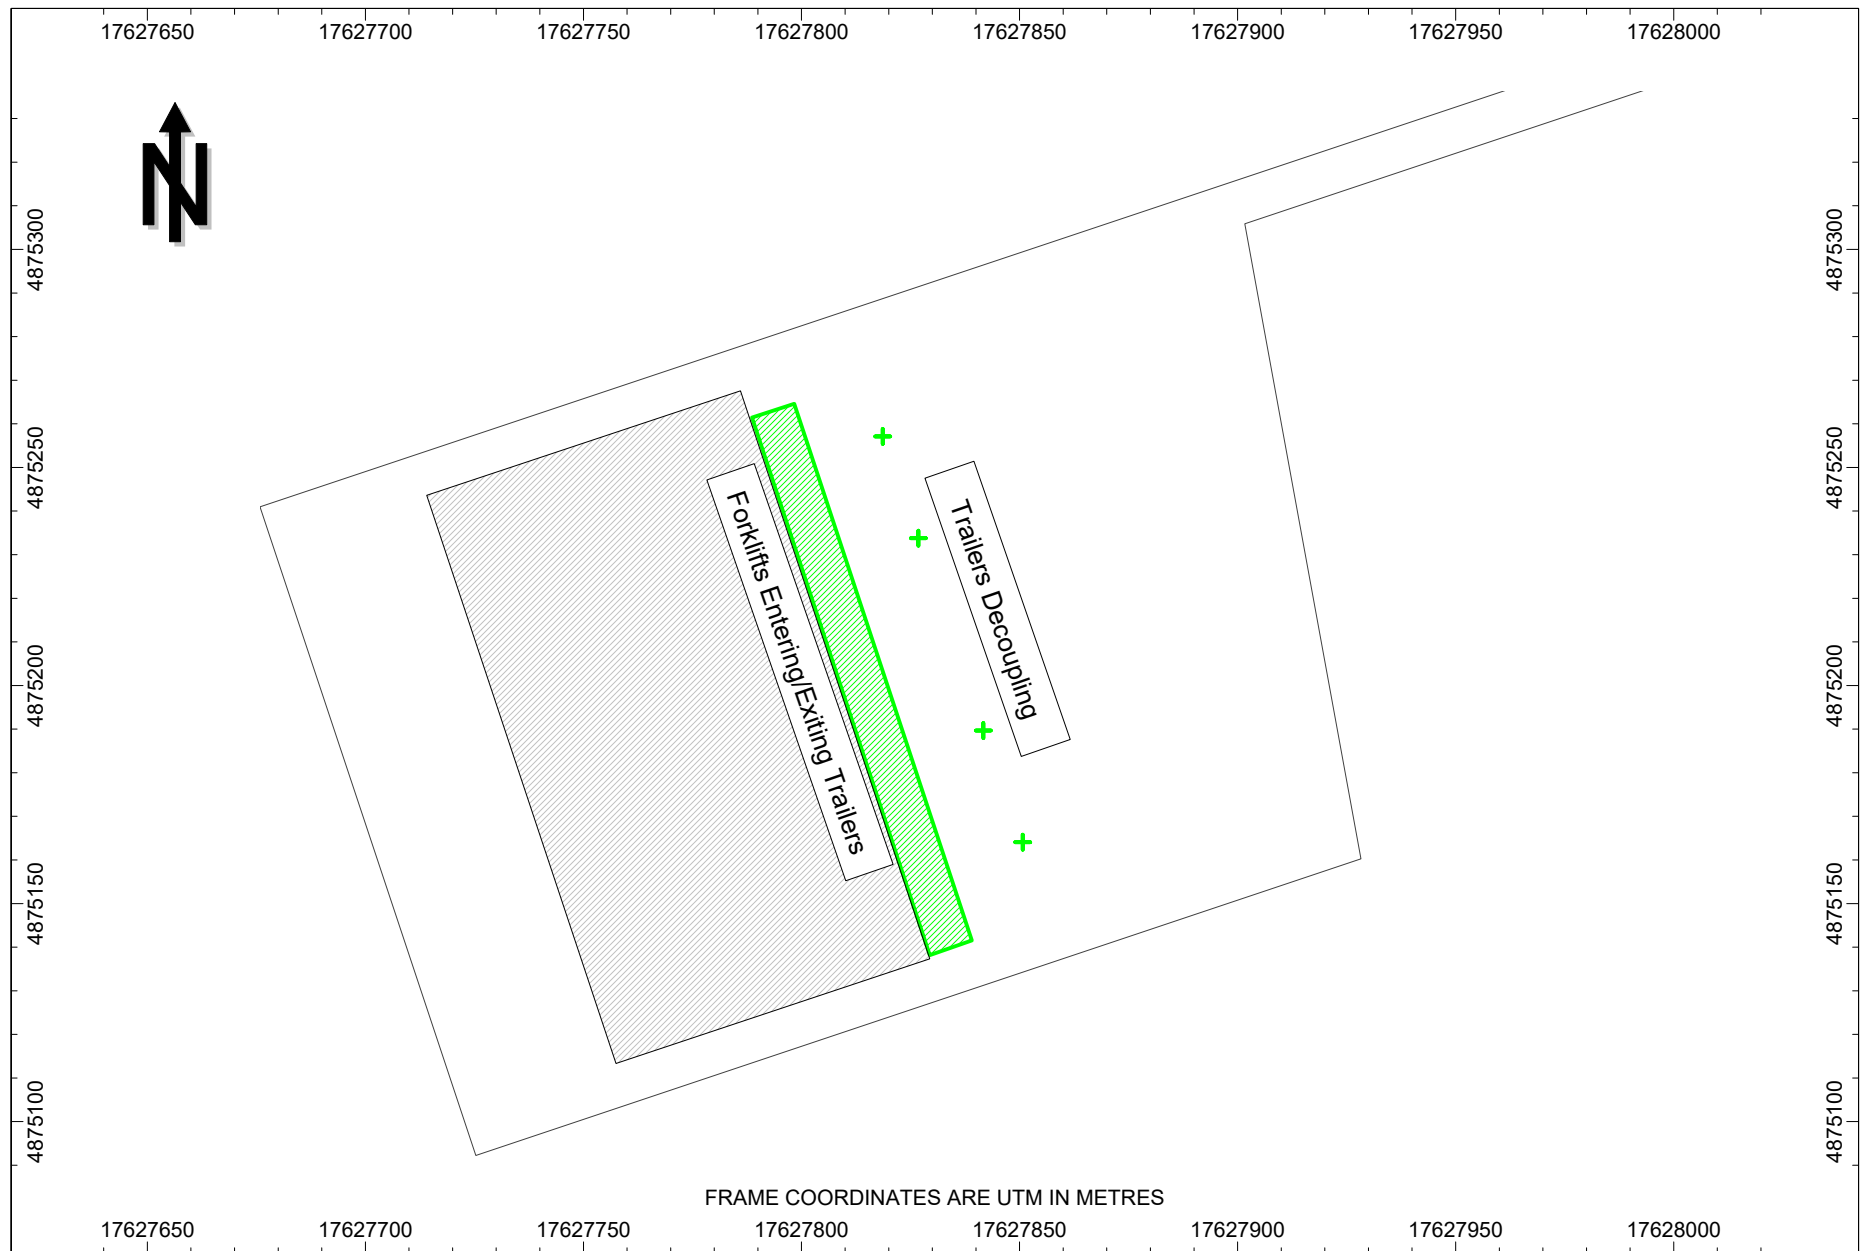 17627650 17627700 17627750 17627800 17627850 17627900 17627950 17628000
N
4875300 4875300
4875250 4875250
Forklifts Entering/Exiting Trailers
Trailers Decoupling
4875200 4875200
4875150 4875150
4875100 4875100
FRAME COORDINATES ARE UTM IN METRES
17627650 17627700 17627750 17627800 17627850 17627900 17627950 17628000